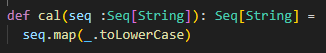 def cal(seq :Seq[String]): Seq[String] =
seq.map(_.toLowerCase)